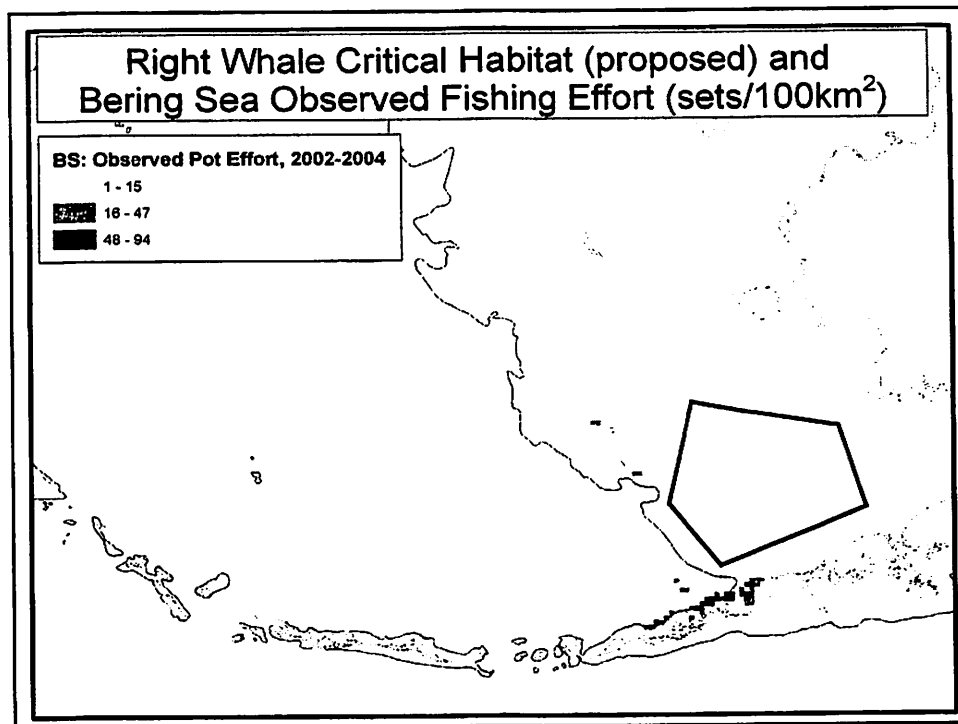 Right Whale Critical Habitat (proposed) and
Bering Sea Observed Fishing Effort (sets/100km²)
BS: Observed Pot Effort, 2002-2004
1 - 15
16 - 47
48 - 94